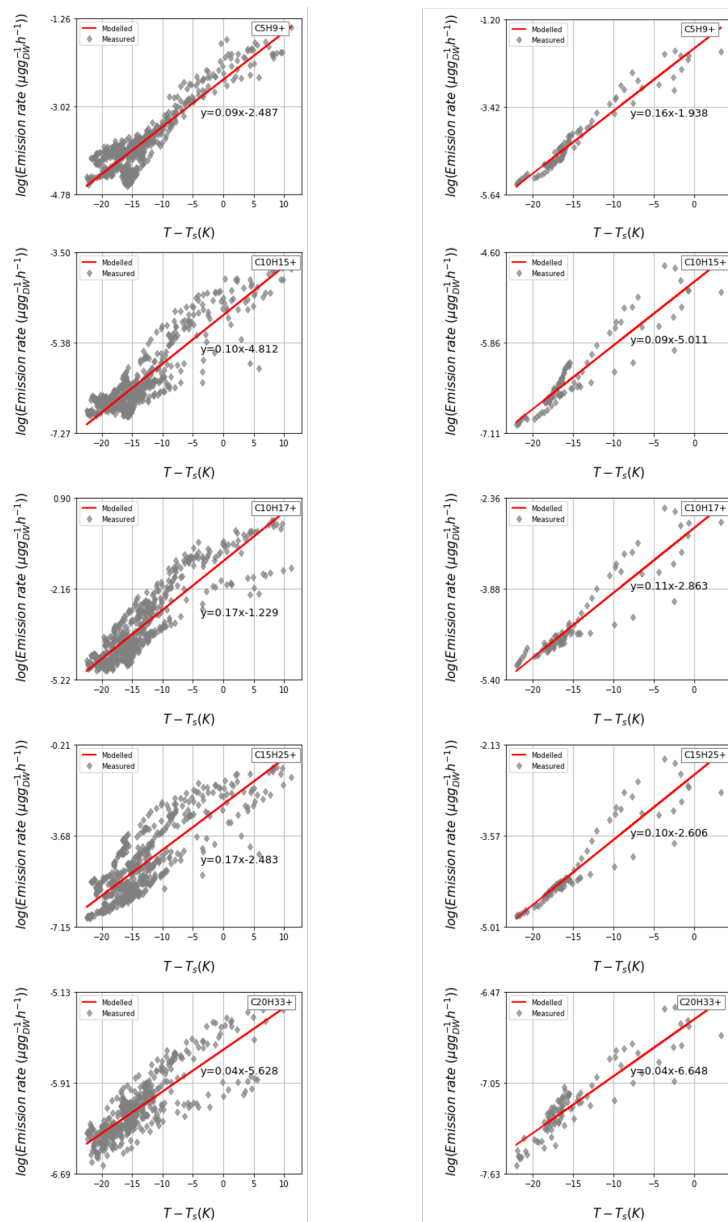 -1.26
C5H9+
Modelled
Measured
log(Emission rate (μgg⁻¹_DW h⁻¹))
-3.02
y=0.09x-2.487
-4.78
-20 -15 -10 -5 0 5 10
T − Tₛ(K)
-1.20
C5H9+
Modelled
Measured
log(Emission rate (μgg⁻¹_DW h⁻¹))
-3.42
y=0.16x-1.938
-5.64
-20 -15 -10 -5 0
T − Tₛ(K)
-3.50
C10H15+
Modelled
Measured
log(Emission rate (μgg⁻¹_DW h⁻¹))
-5.38
y=0.10x-4.812
-7.27
-20 -15 -10 -5 0 5 10
T − Tₛ(K)
-4.60
C10H15+
Modelled
Measured
log(Emission rate (μgg⁻¹_DW h⁻¹))
-5.86
y=0.09x-5.011
-7.11
-20 -15 -10 -5 0
T − Tₛ(K)
0.90
C10H17+
Modelled
Measured
log(Emission rate (μgg⁻¹_DW h⁻¹))
-2.16
y=0.17x-1.229
-5.22
-20 -15 -10 -5 0 5 10
T − Tₛ(K)
-2.36
C10H17+
Modelled
Measured
log(Emission rate (μgg⁻¹_DW h⁻¹))
-3.88
y=0.11x-2.863
-5.40
-20 -15 -10 -5 0
T − Tₛ(K)
-0.21
C15H25+
Modelled
Measured
log(Emission rate (μgg⁻¹_DW h⁻¹))
-3.68
y=0.17x-2.483
-7.15
-20 -15 -10 -5 0 5 10
T − Tₛ(K)
-2.13
C15H25+
Modelled
Measured
log(Emission rate (μgg⁻¹_DW h⁻¹))
-3.57
y=0.10x-2.606
-5.01
-20 -15 -10 -5 0
T − Tₛ(K)
-5.13
C20H33+
Modelled
Measured
log(Emission rate (μgg⁻¹_DW h⁻¹))
-5.91
y=0.04x-5.628
-6.69
-20 -15 -10 -5 0 5 10
T − Tₛ(K)
-6.47
C20H33+
Modelled
Measured
log(Emission rate (μgg⁻¹_DW h⁻¹))
-7.05
y=0.04x-6.648
-7.63
-20 -15 -10 -5 0
T − Tₛ(K)